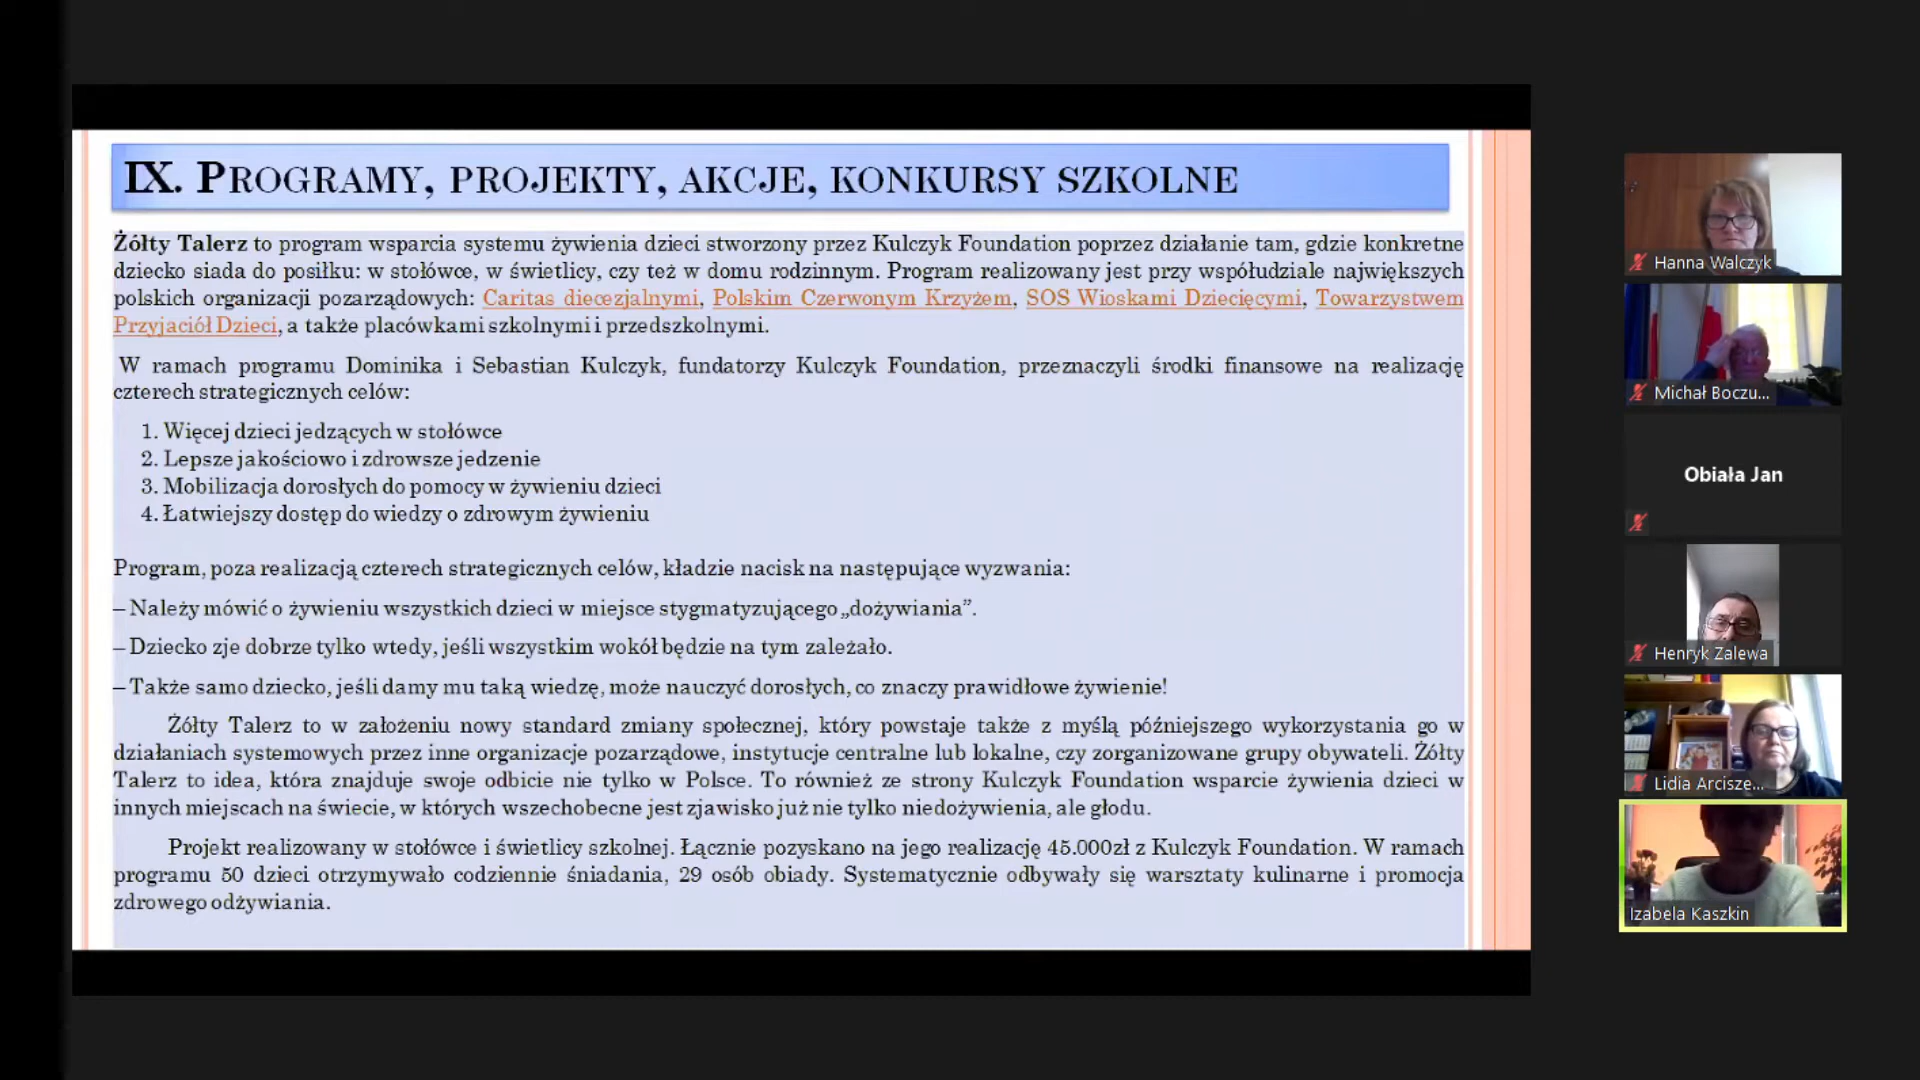 IX. PROGRAMY, PROJEKTY, AKCJE, KONKURSY SZKOLNE
Żółty Talerz to program wsparcia systemu żywienia dzieci stworzony przez Kulczyk Foundation poprzez działanie tam, gdzie konkretne
dziecko siada do posiłku: w stołówce, w świetlicy, czy też w domu rodzinnym. Program realizowany jest przy współudziale największych
polskich organizacji pozarządowych: Caritas diecezjalnymi, Polskim Czerwonym Krzyżem, SOS Wioskami Dziecięcymi, Towarzystwem
Przyjaciół Dzieci, a także placówkami szkolnymi i przedszkolnymi.
W ramach programu Dominika i Sebastian Kulczyk, fundatorzy Kulczyk Foundation, przeznaczyli środki finansowe na realizację
czterech strategicznych celów:
1. Więcej dzieci jedzących w stołówce
2. Lepsze jakościowo i zdrowsze jedzenie
3. Mobilizacja dorosłych do pomocy w żywieniu dzieci
4. Łatwiejszy dostęp do wiedzy o zdrowym żywieniu
Program, poza realizacją czterech strategicznych celów, kładzie nacisk na następujące wyzwania:
– Należy mówić o żywieniu wszystkich dzieci w miejsce stygmatyzującego „dożywiania”.
– Dziecko zje dobrze tylko wtedy, jeśli wszystkim wokół będzie na tym zależało.
– Także samo dziecko, jeśli damy mu taką wiedzę, może nauczyć dorosłych, co znaczy prawidłowe żywienie!
Żółty Talerz to w założeniu nowy standard zmiany społecznej, który powstaje także z myślą późniejszego wykorzystania go w
działaniach systemowych przez inne organizacje pozarządowe, instytucje centralne lub lokalne, czy zorganizowane grupy obywateli. Żółty
Talerz to idea, która znajduje swoje odbicie nie tylko w Polsce. To również ze strony Kulczyk Foundation wsparcie żywienia dzieci w
innych miejscach na świecie, w których wszechobecne jest zjawisko już nie tylko niedożywienia, ale głodu.
Projekt realizowany w stołówce i świetlicy szkolnej. Łącznie pozyskano na jego realizację 45.000zł z Kulczyk Foundation. W ramach
programu 50 dzieci otrzymywało codziennie śniadania, 29 osób obiady. Systematycznie odbywały się warsztaty kulinarne i promocja
zdrowego odżywiania.
Hanna Walczyk
Michał Boczu...
Obiała Jan
Henryk Zalewa
Lidia Arcisze...
Izabela Kaszkin